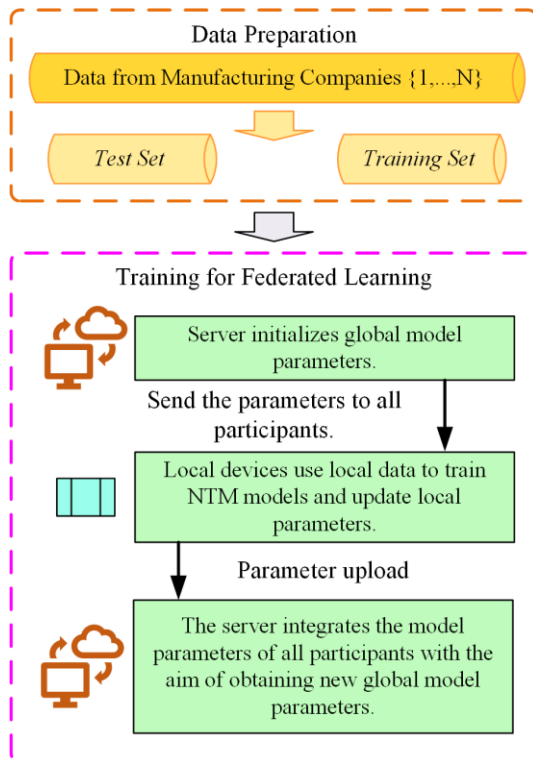 Data Preparation
Data from Manufacturing Companies {1,...,N}
Test Set
Training Set
Training for Federated Learning
Server initializes global model
parameters.
Send the parameters to all
participants.
Local devices use local data to train
NTM models and update local
parameters.
Parameter upload
The server integrates the model
parameters of all participants with the
aim of obtaining new global model
parameters.